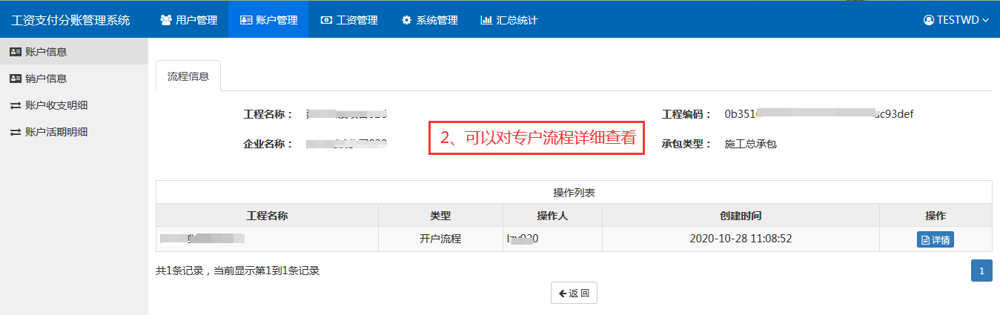 工资支付分账管理系统 用户管理 账户管理 工资管理 系统管理 汇总统计 TESTWD
账户信息
销户信息
账户收支明细
账户活期明细
流程信息
工程名称： 工程编码： 0b351 c93def
企业名称： 承包类型： 施工总承包
2、可以对专户流程详细查看
操作列表
工程名称 类型 操作人 创建时间 操作
开户流程 2020-10-28 11:08:52 详情
共1条记录，当前显示第1到1条记录 1
返回